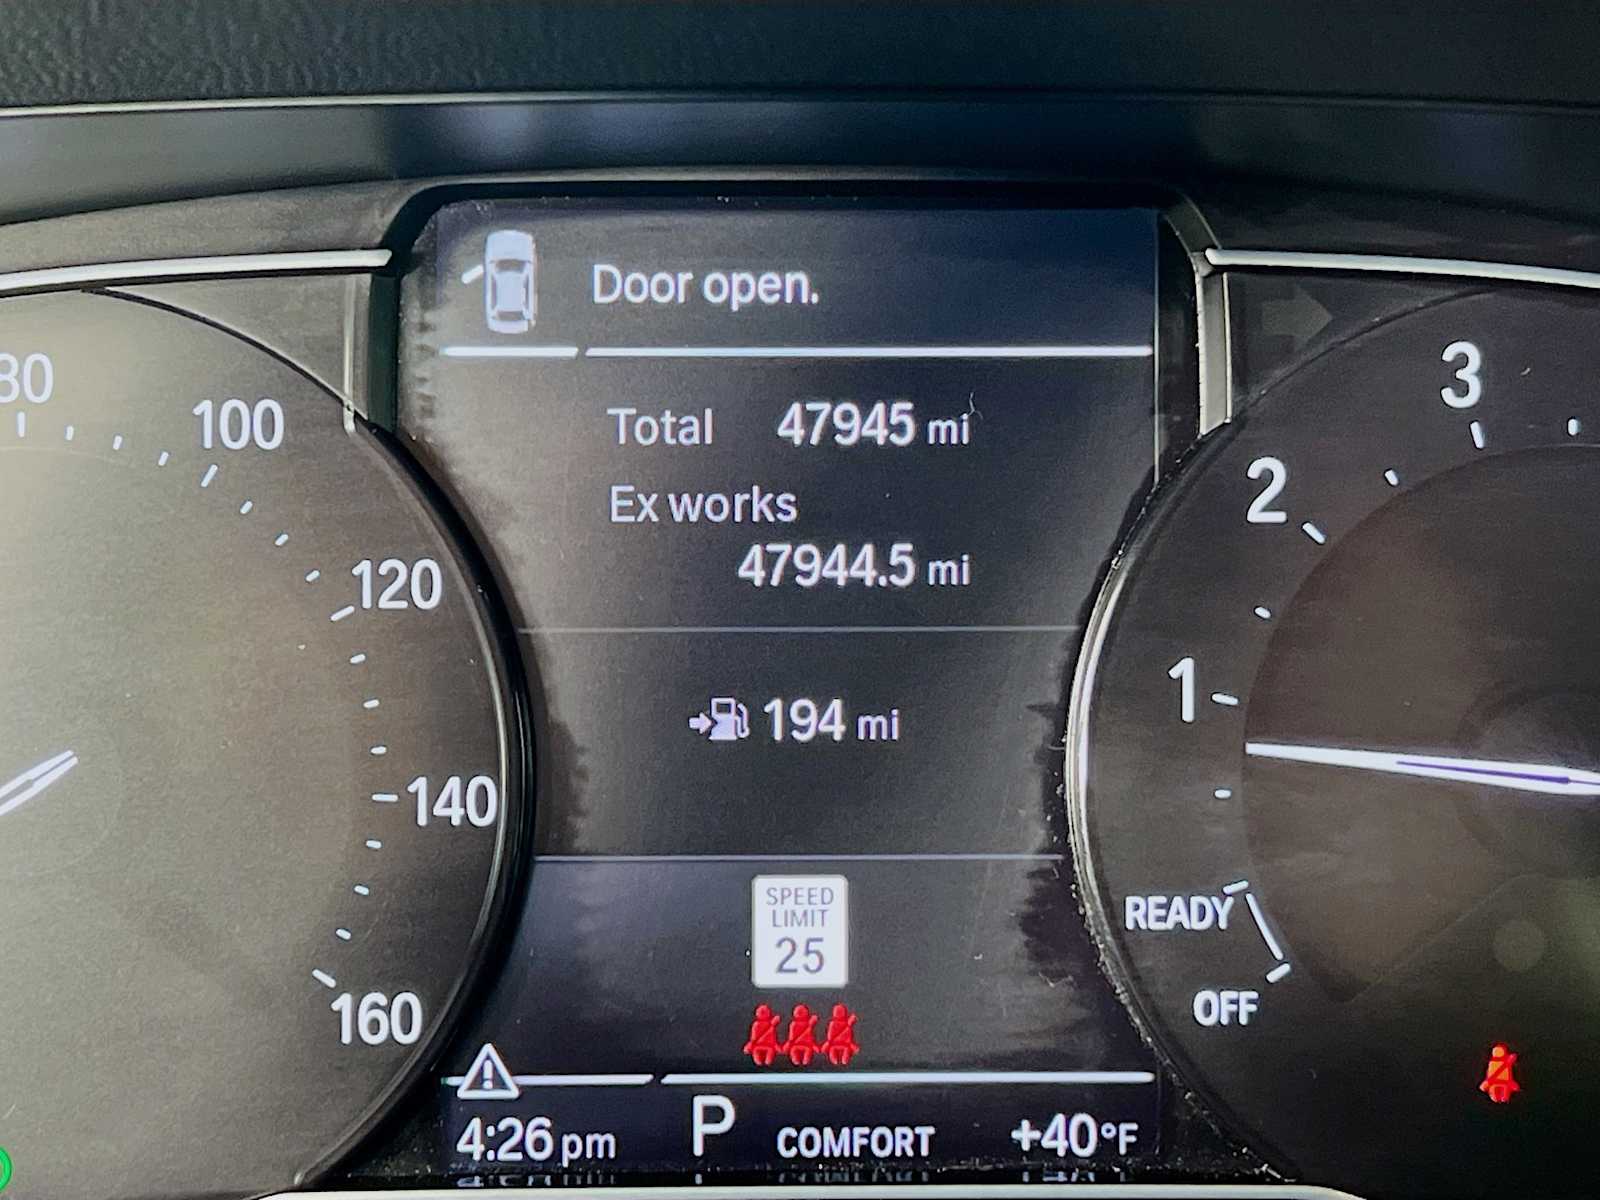 Door open.
Total 47945 mi
Ex works
47944.5 mi
194 mi
SPEED
LIMIT
25
4:26 pm P COMFORT +40°F
80
100
120
140
160
3
2
1
READY
OFF